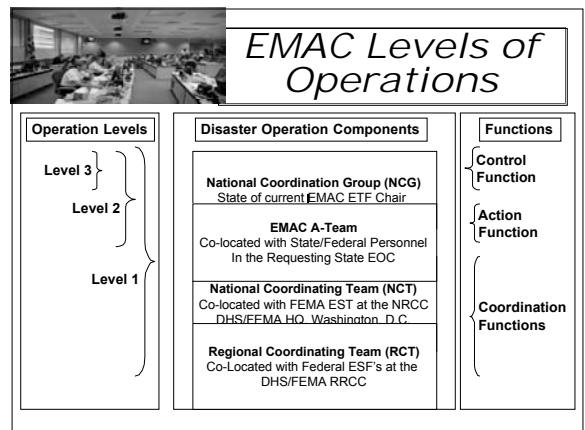 EMAC Levels of
Operations
Operation Levels
Level 3
Level 2
Level 1
Disaster Operation Components
National Coordination Group (NCG)
State of current EMAC ETF Chair
EMAC A-Team
Co-located with State/Federal Personnel
In the Requesting State EOC
National Coordinating Team (NCT)
Co-located with FEMA EST at the NRCC
DHS/FEMA HQ, Washington, D.C.
Regional Coordinating Team (RCT)
Co-Located with Federal ESF's at the
DHS/FEMA RRCC
Functions
Control
Function
Action
Function
Coordination
Functions